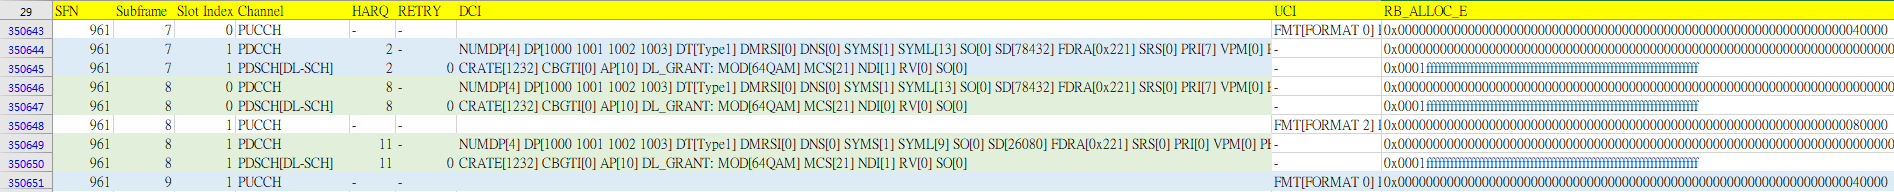 29 SFN Subframe Slot Index Channel HARQ RETRY DCI UCI RB_ALLOC_E
350643 961 7 0 PUCCH - - FMT[FORMAT 0]
350644 961 7 1 PDCCH 2 - NUMDP[4] DP[1000 1001 1002 1003] DT[Type1] DMRSI[0] DNS[0] SYMS[1] SYML[13] SO[0] SD[78432] FDRA[0x221] SRS[0] PRI[7] VPM[0] -
350645 961 7 1 PDSCH[DL-SCH] 2 0 CRATE[1232] CBGTI[0] AP[10] DL_GRANT: MOD[64QAM] MCS[21] NDI[1] RV[0] SO[0] -
350646 961 8 0 PDCCH 8 - NUMDP[4] DP[1000 1001 1002 1003] DT[Type1] DMRSI[0] DNS[0] SYMS[1] SYML[13] SO[0] SD[78432] FDRA[0x221] SRS[0] PRI[7] VPM[0] -
350647 961 8 0 PDSCH[DL-SCH] 8 0 CRATE[1232] CBGTI[0] AP[10] DL_GRANT: MOD[64QAM] MCS[21] NDI[0] RV[0] SO[0] -
350648 961 8 1 PUCCH - - FMT[FORMAT 2]
350649 961 8 1 PDCCH 11 - NUMDP[4] DP[1000 1001 1002 1003] DT[Type1] DMRSI[0] DNS[0] SYMS[1] SYML[9] SO[0] SD[26080] FDRA[0x221] SRS[0] PRI[0] VPM[0] -
350650 961 8 1 PDSCH[DL-SCH] 11 0 CRATE[1232] CBGTI[0] AP[10] DL_GRANT: MOD[64QAM] MCS[21] NDI[1] RV[0] SO[0] -
350651 961 9 1 PUCCH - - FMT[FORMAT 0]